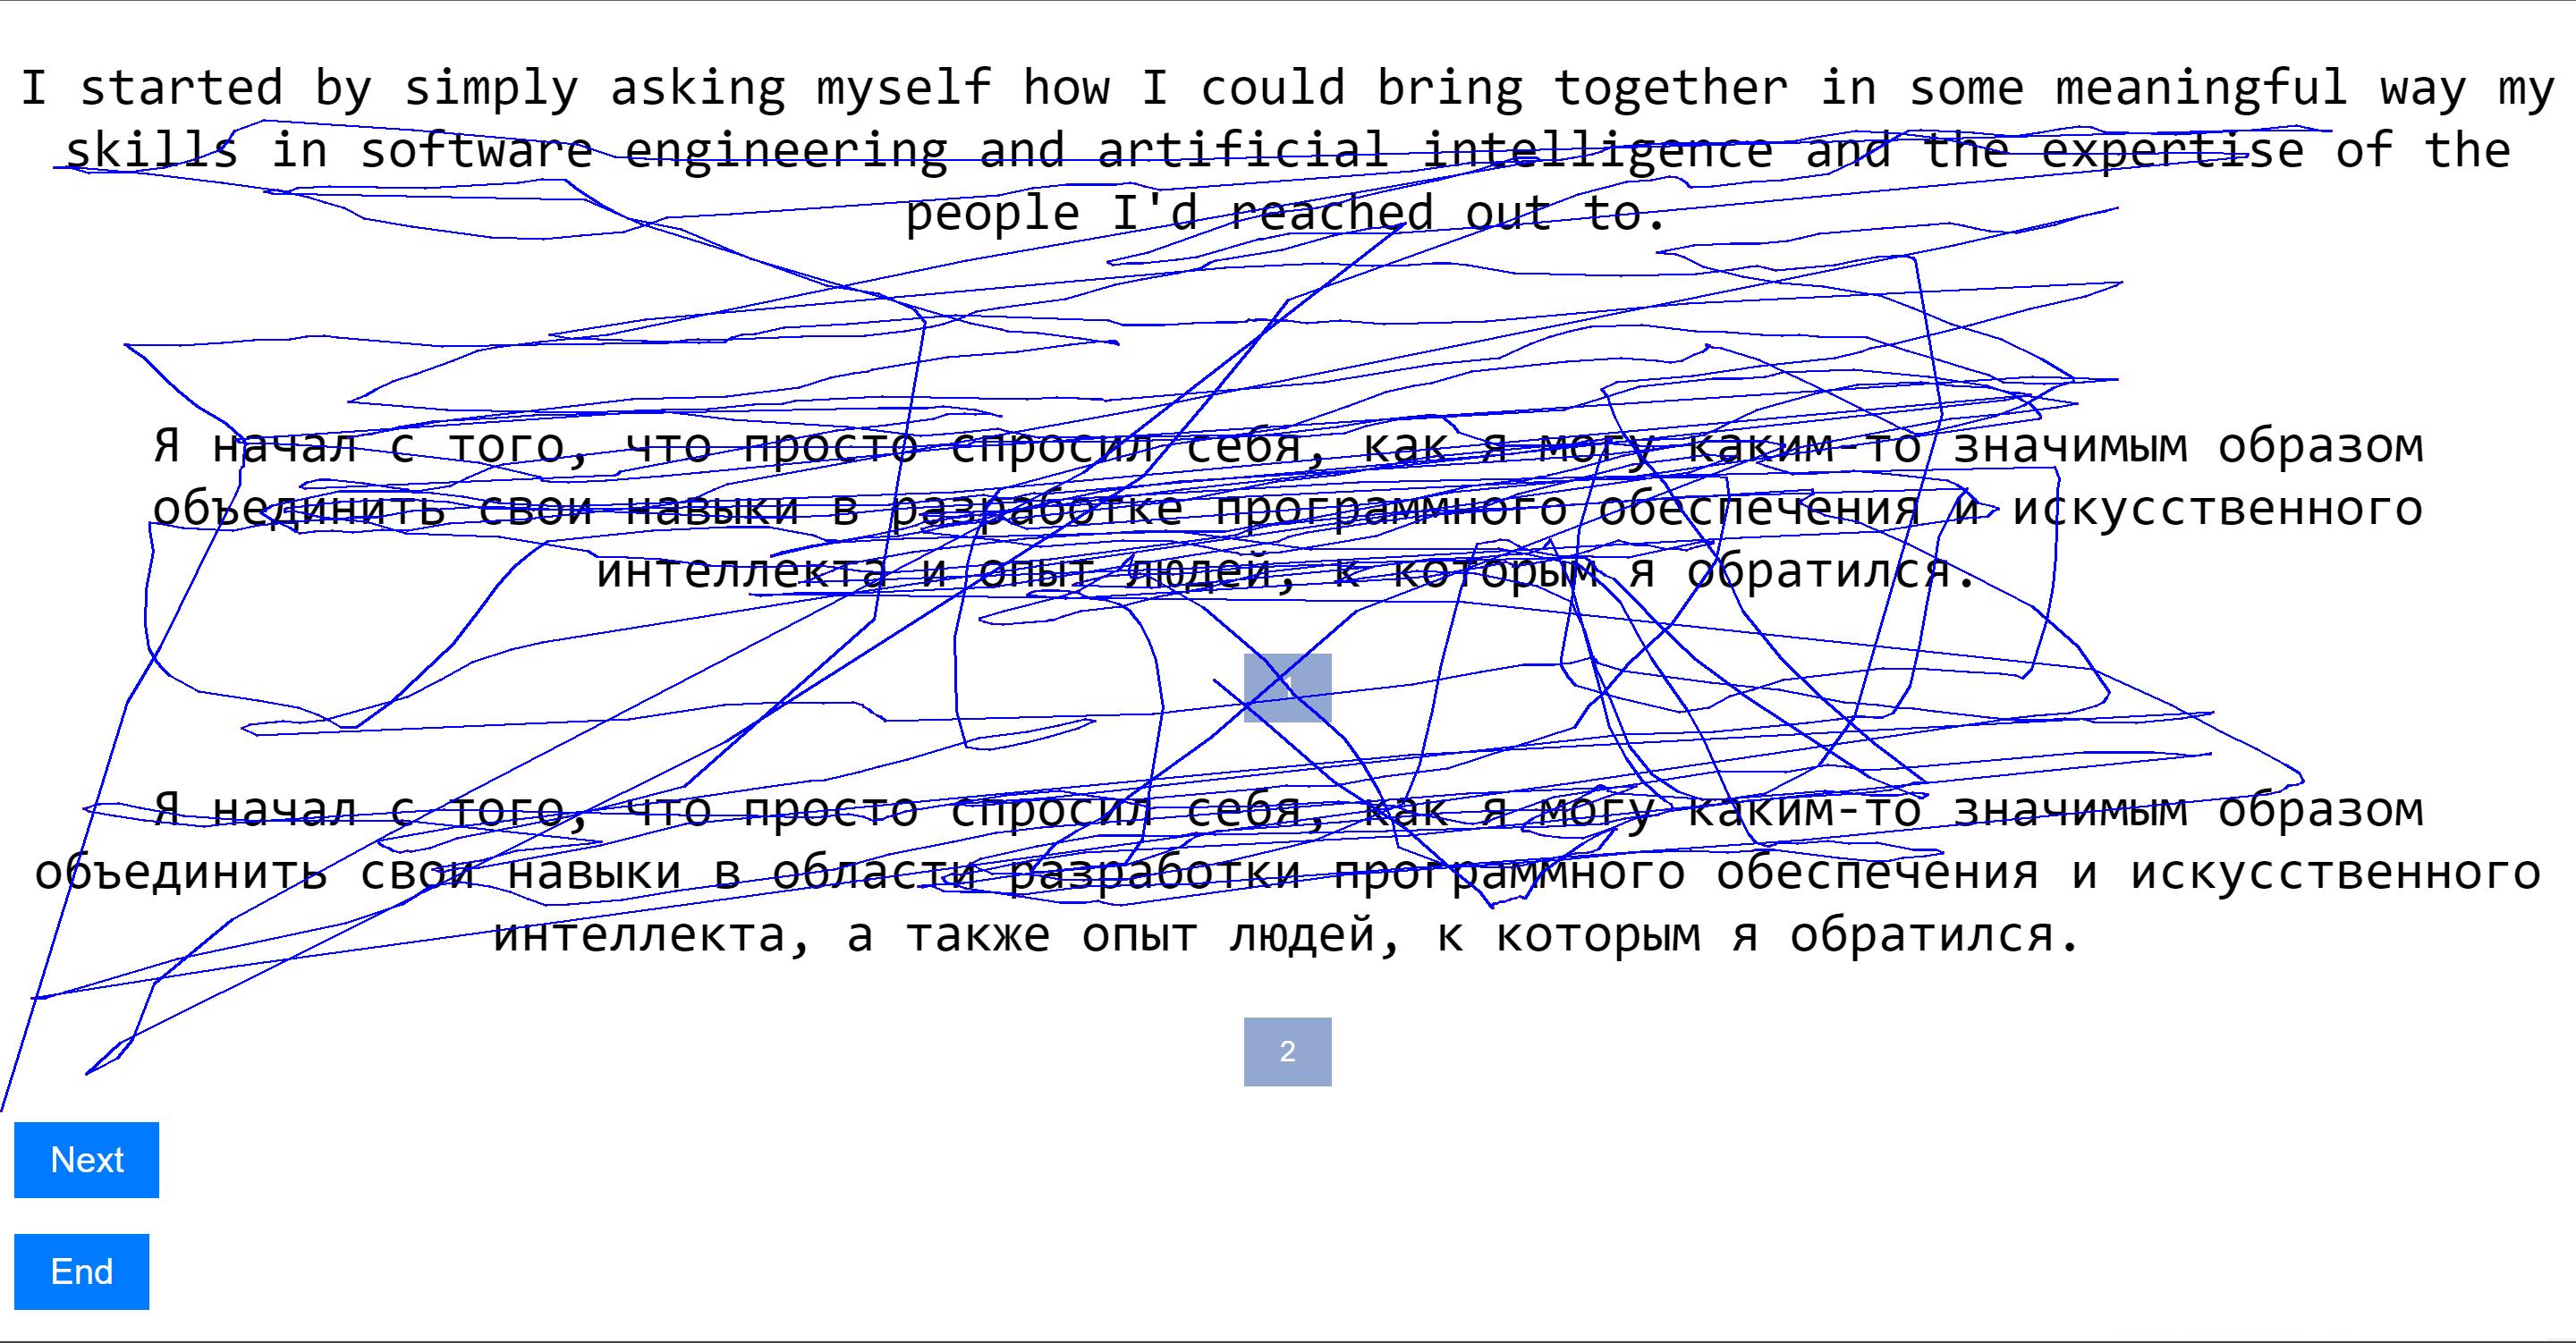 I started by simply asking myself how I could bring together in some meaningful way my
skills in software engineering and artificial intelligence and the expertise of the
people I'd reached out to.
Я начал с того, что просто спросил себя, как я могу каким-то значимым образом
объединить свои навыки в разработке программного обеспечения и искусственного
интеллекта и опыт людей, к которым я обратился.
1
Я начал с того, что просто спросил себя, как я могу каким-то значимым образом
объединить свои навыки в области разработки программного обеспечения и искусственного
интеллекта, а также опыт людей, к которым я обратился.
2
Next
End